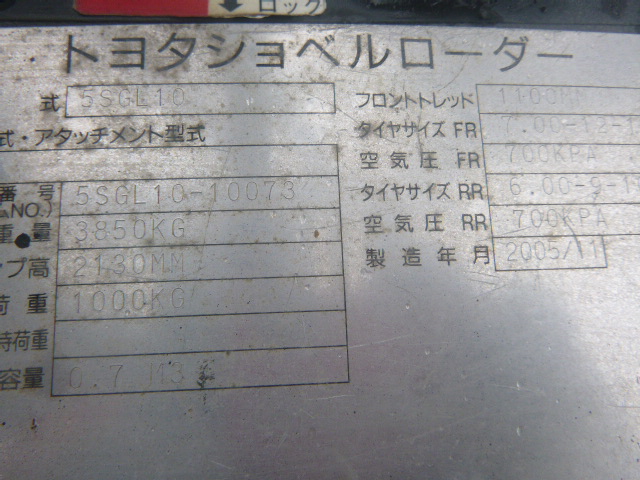 ロック
トヨタショベルローダー
式 5SGL10
式・アタッチメント型式
番号 5SGL10-10073
NO.)
重量 3850KG
プ高 2130MM
荷重 1000KG
時荷重
容量 0.7 M3
フロントトレッド 1100MM
タイヤサイズ FR 7.00-12-
空気圧 FR 700KPA
タイヤサイズ RR 6.00-9-1
空気圧 RR 700KPA
製造年月 2005/11